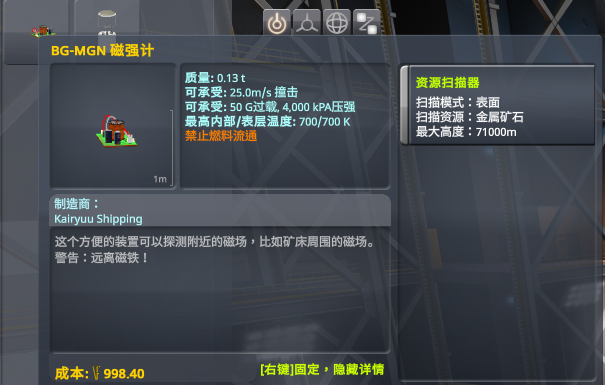 BG-MGN 磁强计
1m
质量: 0.13 t
可承受: 25.0m/s 撞击
可承受: 50 G过载, 4,000 kPa压强
最高内部/表层温度: 700/700 K
禁止燃料流通
制造商：
Kairyuu Shipping
这个方便的装置可以探测附近的磁场，比如矿床周围的磁场。
警告：远离磁铁！
成本: 998.40
[右键]固定，隐藏详情
资源扫描器
扫描模式：表面
扫描资源：金属矿石
最大高度：71000m